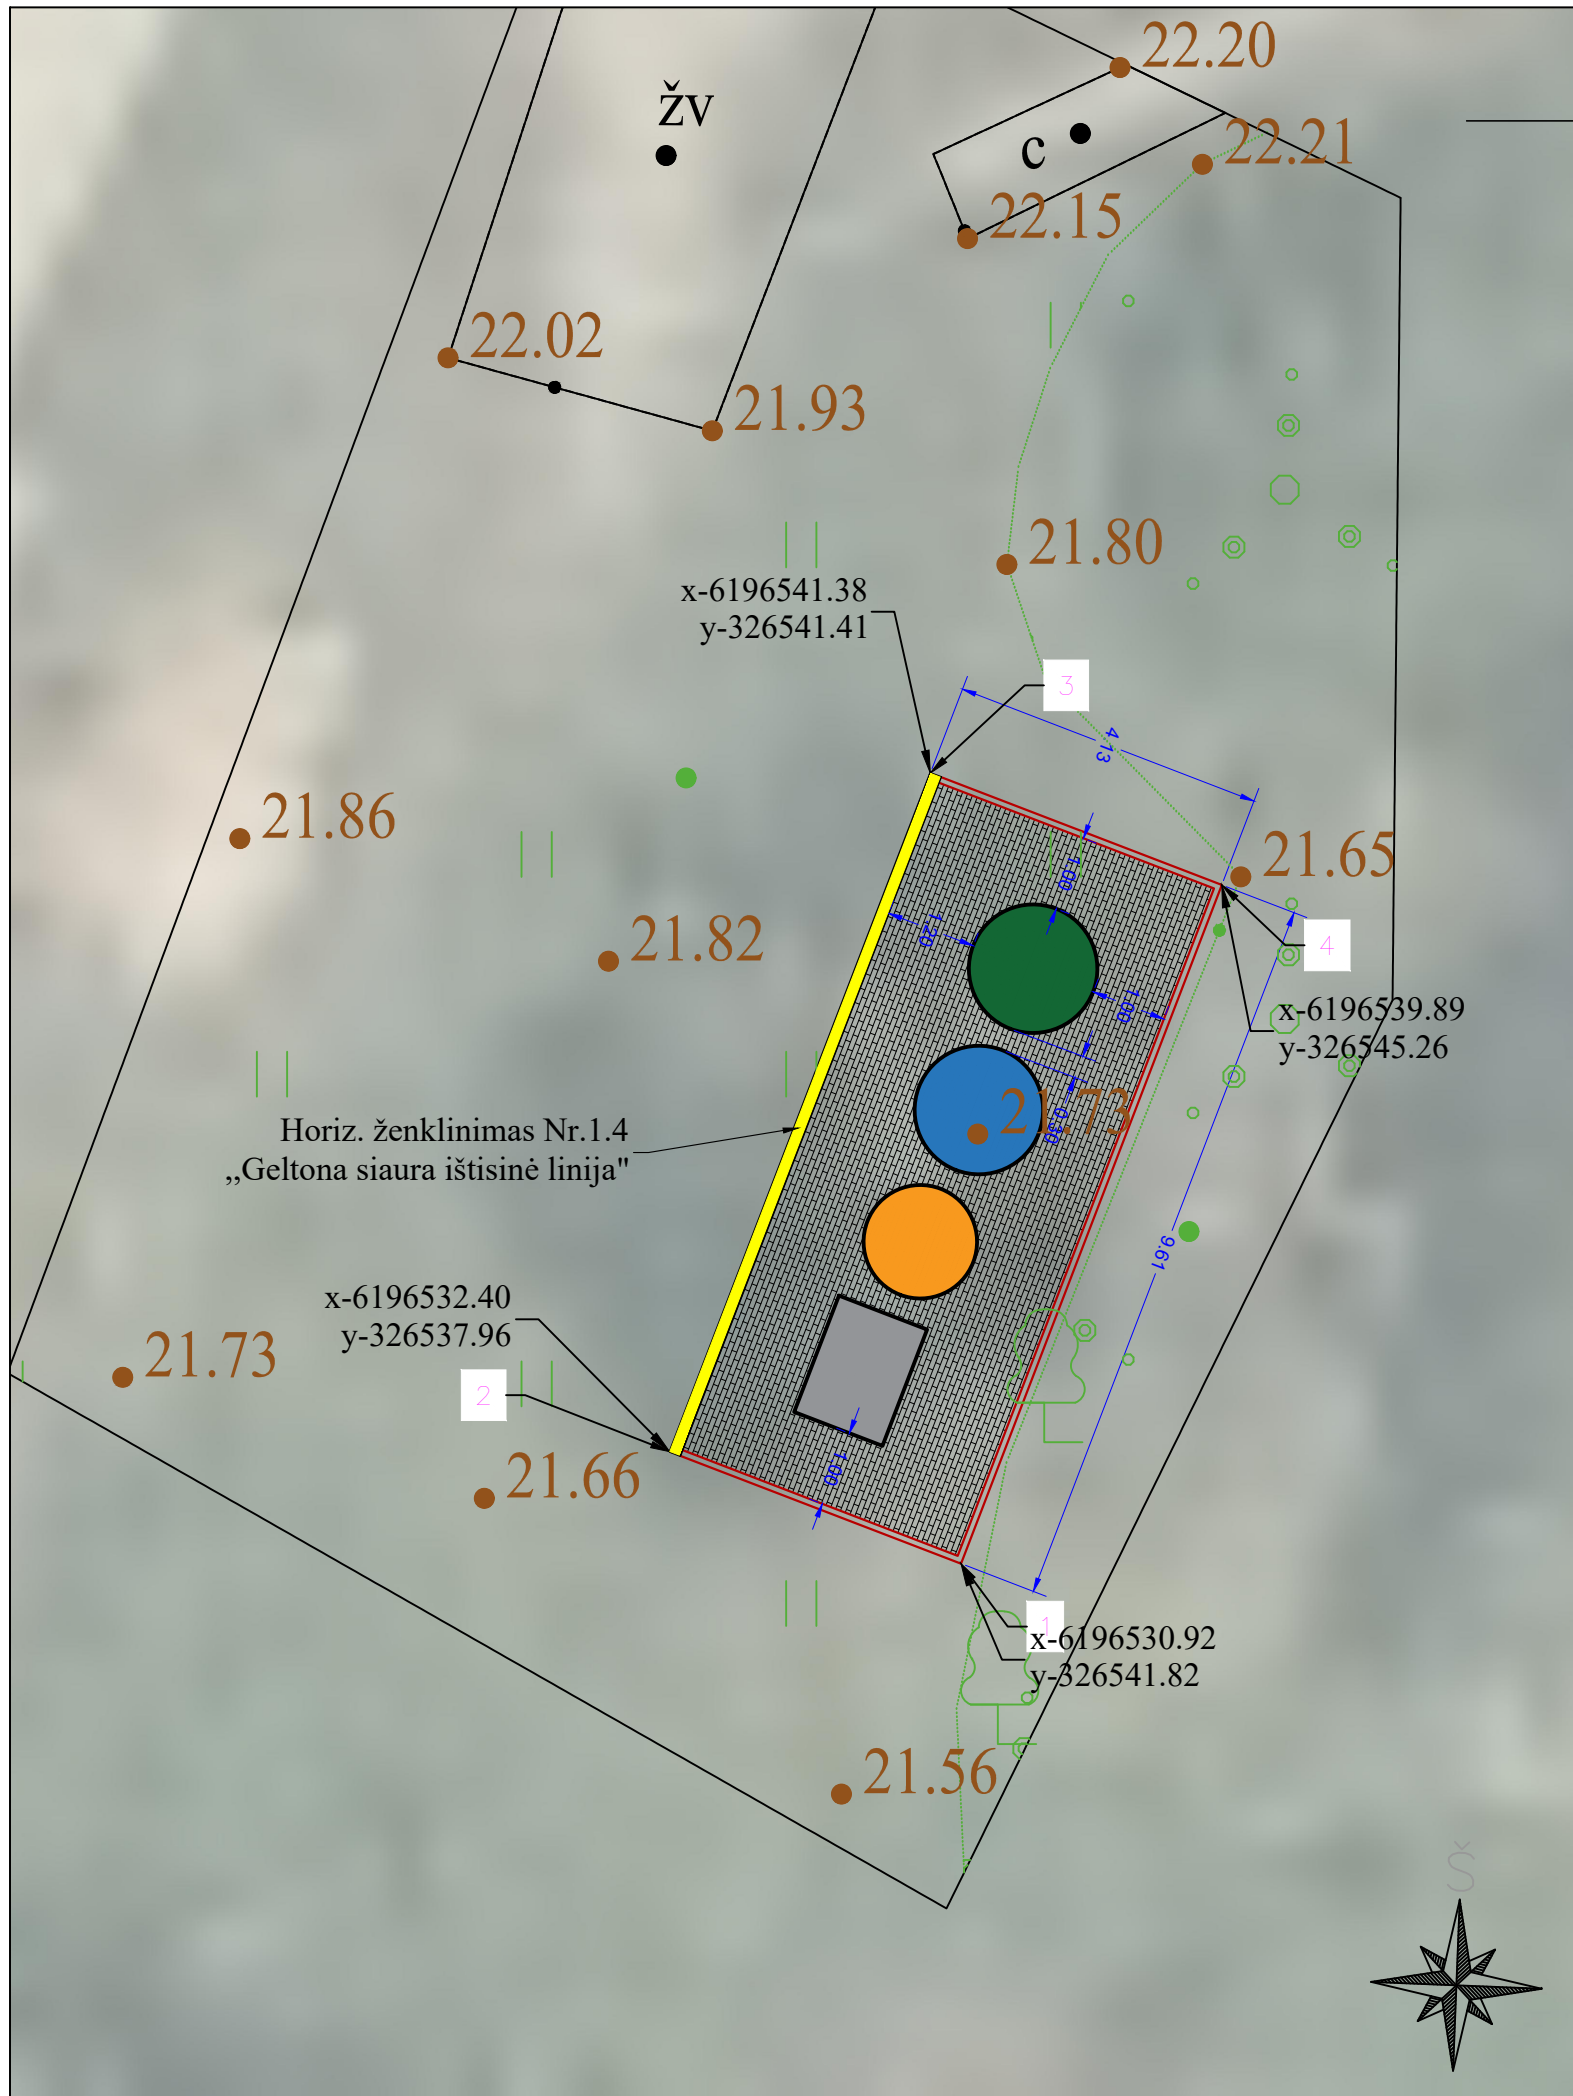 22.20
žv
c
22.21
22.15
22.02
21.93
21.80
x-6196541.38
y-326541.41
3
4.13
21.86
1.00
21.65
1.20
21.82
4
1.00
x-6196539.89
y-326545.26
21.73
0.30
Horiz. ženklinimas Nr.1.4
,,Geltona siaura ištisinė linija"
9.61
x-6196532.40
y-326537.96
21.73
2
1.00
21.66
1
x-6196530.92
y-326541.82
21.56
Š